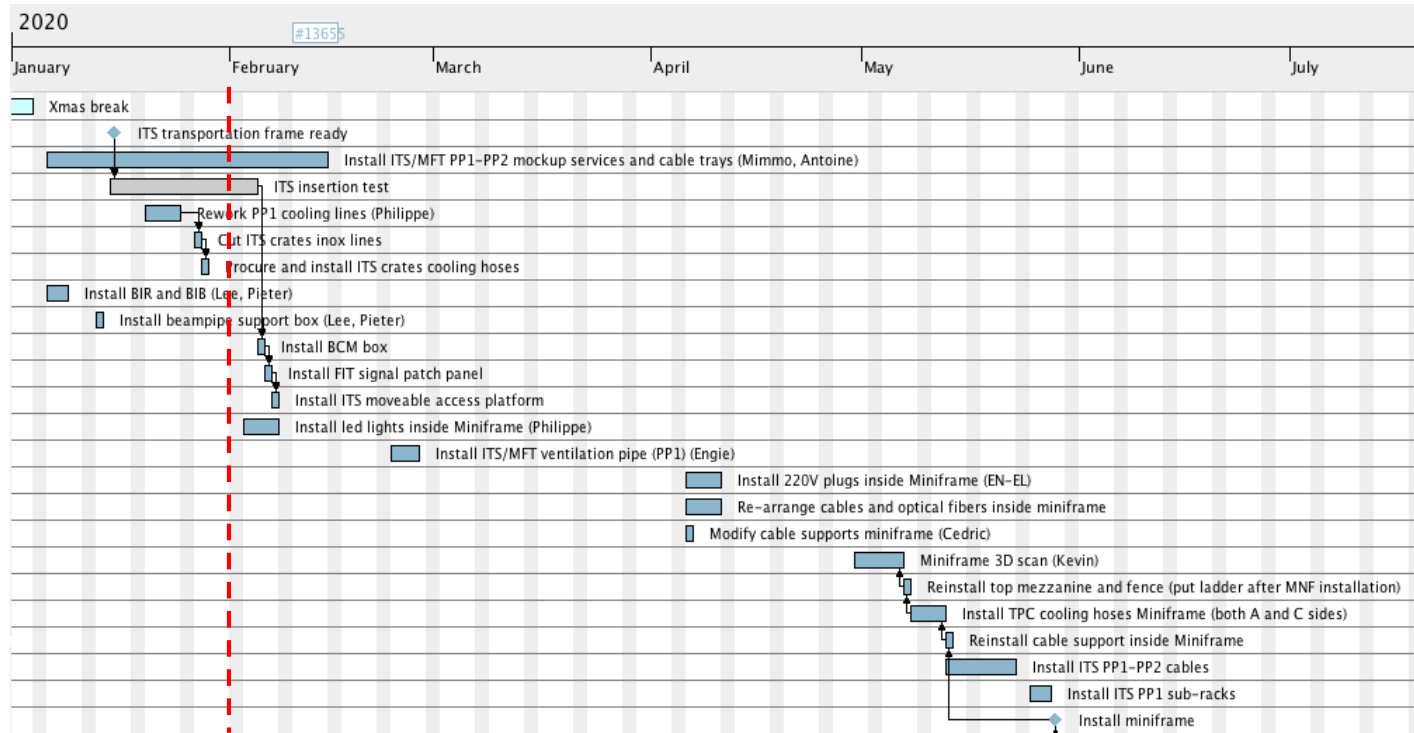 2020
#13655
January February March April May June July
Xmas break
ITS transportation frame ready
Install ITS/MFT PP1-PP2 mockup services and cable trays (Mimmo, Antoine)
ITS insertion test
Rework PP1 cooling lines (Philippe)
Cut ITS crates inox lines
Procure and install ITS crates cooling hoses
Install BIR and BIB (Lee, Pieter)
Install beampipe support box (Lee, Pieter)
Install BCM box
Install FIT signal patch panel
Install ITS moveable access platform
Install led lights inside Miniframe (Philippe)
Install ITS/MFT ventilation pipe (PP1) (Engie)
Install 220V plugs inside Miniframe (EN-EL)
Re-arrange cables and optical fibers inside miniframe
Modify cable supports miniframe (Cedric)
Miniframe 3D scan (Kevin)
Reinstall top mezzanine and fence (put ladder after MNF installation)
Install TPC cooling hoses Miniframe (both A and C sides)
Reinstall cable support inside Miniframe
Install ITS PP1-PP2 cables
Install ITS PP1 sub-racks
Install miniframe